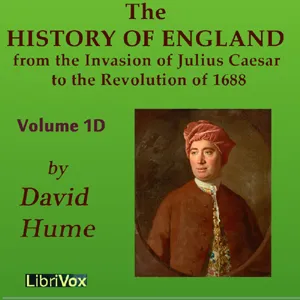 The
HISTORY OF ENGLAND
from the Invasion of Julius Caesar
to the Revolution of 1688
Volume 1D
by
David
Hume
LibriVox